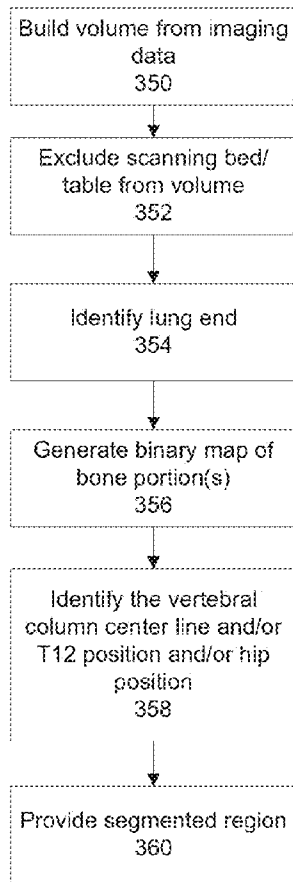 Build volume from imaging
data
350
Exclude scanning bed/
table from volume
352
Identify lung end
354
Generate binary map of
bone portion(s)
356
Identify the vertebral
column center line and/or
T12 position and/or hip
position
358
Provide segmented region
360